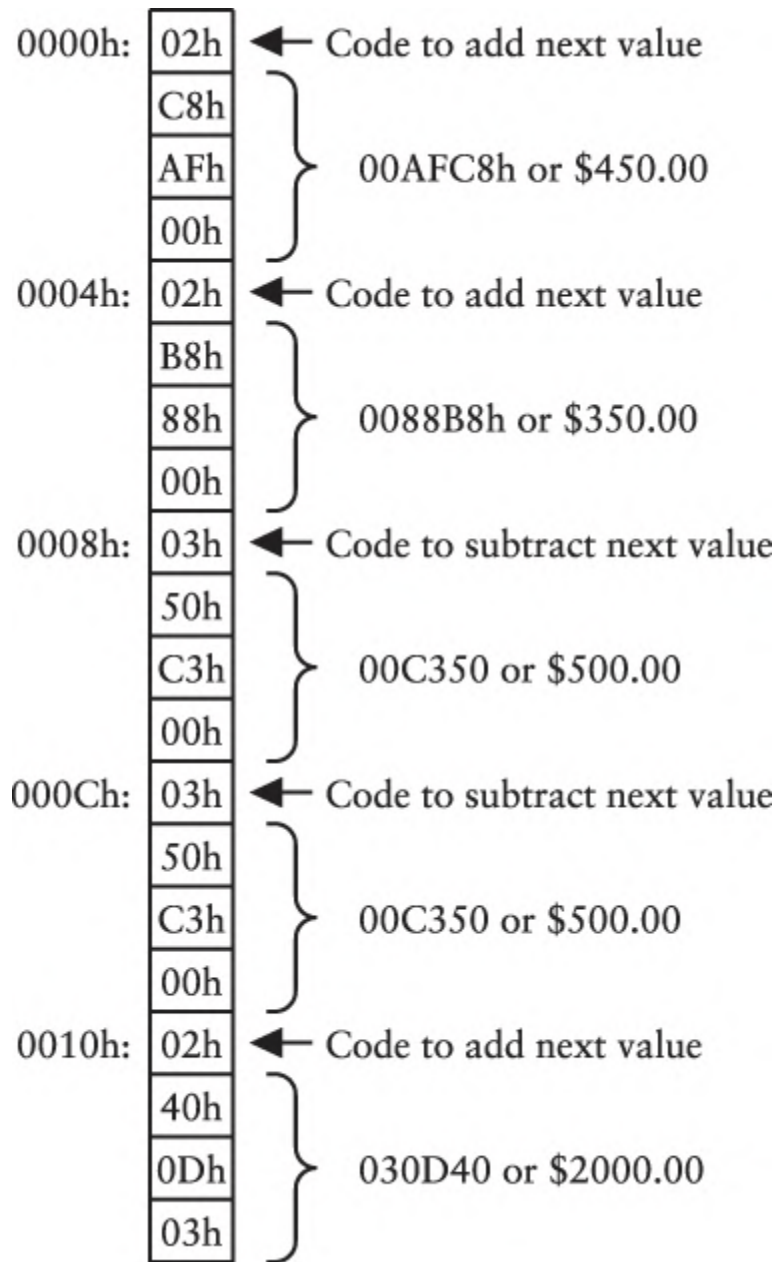 0000h: 02h Code to add next value
C8h
AFh 00AFC8h or $450.00
00h
0004h: 02h Code to add next value
B8h
88h 0088B8h or $350.00
00h
0008h: 03h Code to subtract next value
50h
C3h 00C350 or $500.00
00h
000Ch: 03h Code to subtract next value
50h
C3h 00C350 or $500.00
00h
0010h: 02h Code to add next value
40h
0Dh 030D40 or $2000.00
03h